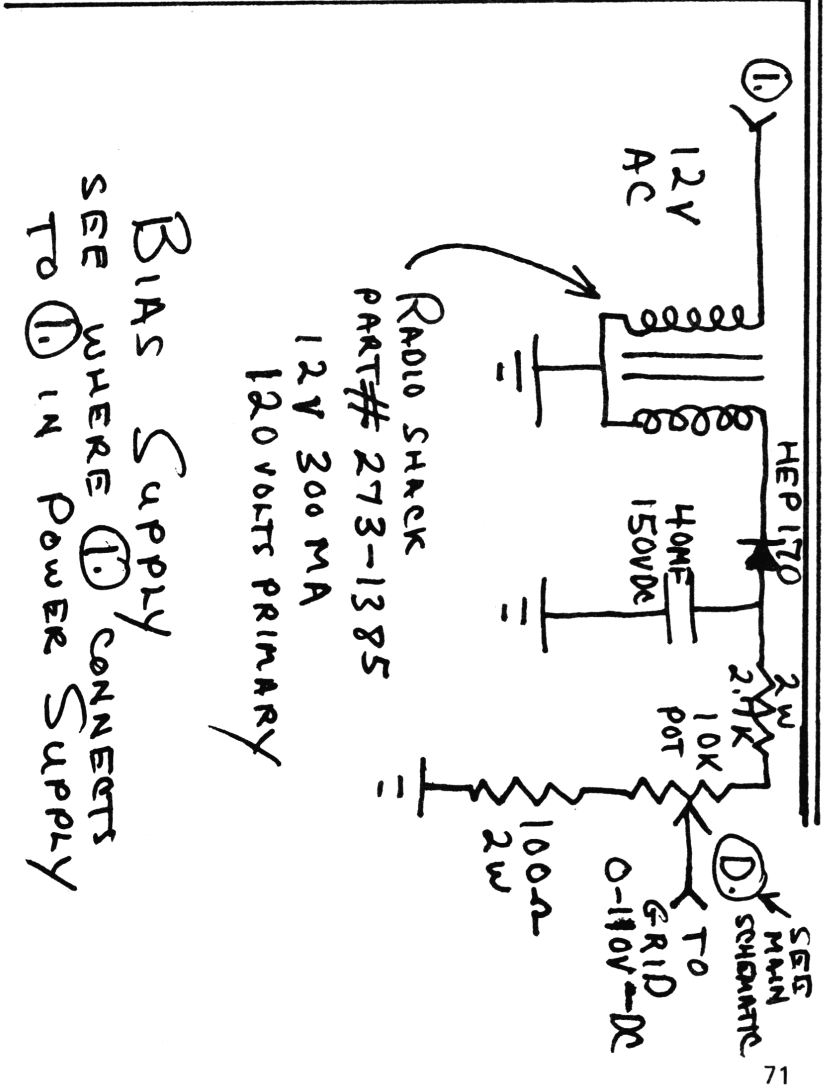 1.
12V
AC
HEP 170
40MF
150VDC
2W
2.7K
10K
POT
100Ω
2W
D.
SEE
MAIN
SCHEMATIC
TO
GRID
0-110V-DC
RADIO SHACK
PART# 273-1385
12V 300 MA
120 VOLTS PRIMARY
BIAS SUPPLY
SEE WHERE 1. CONNECTS
TO 1. IN POWER SUPPLY
71